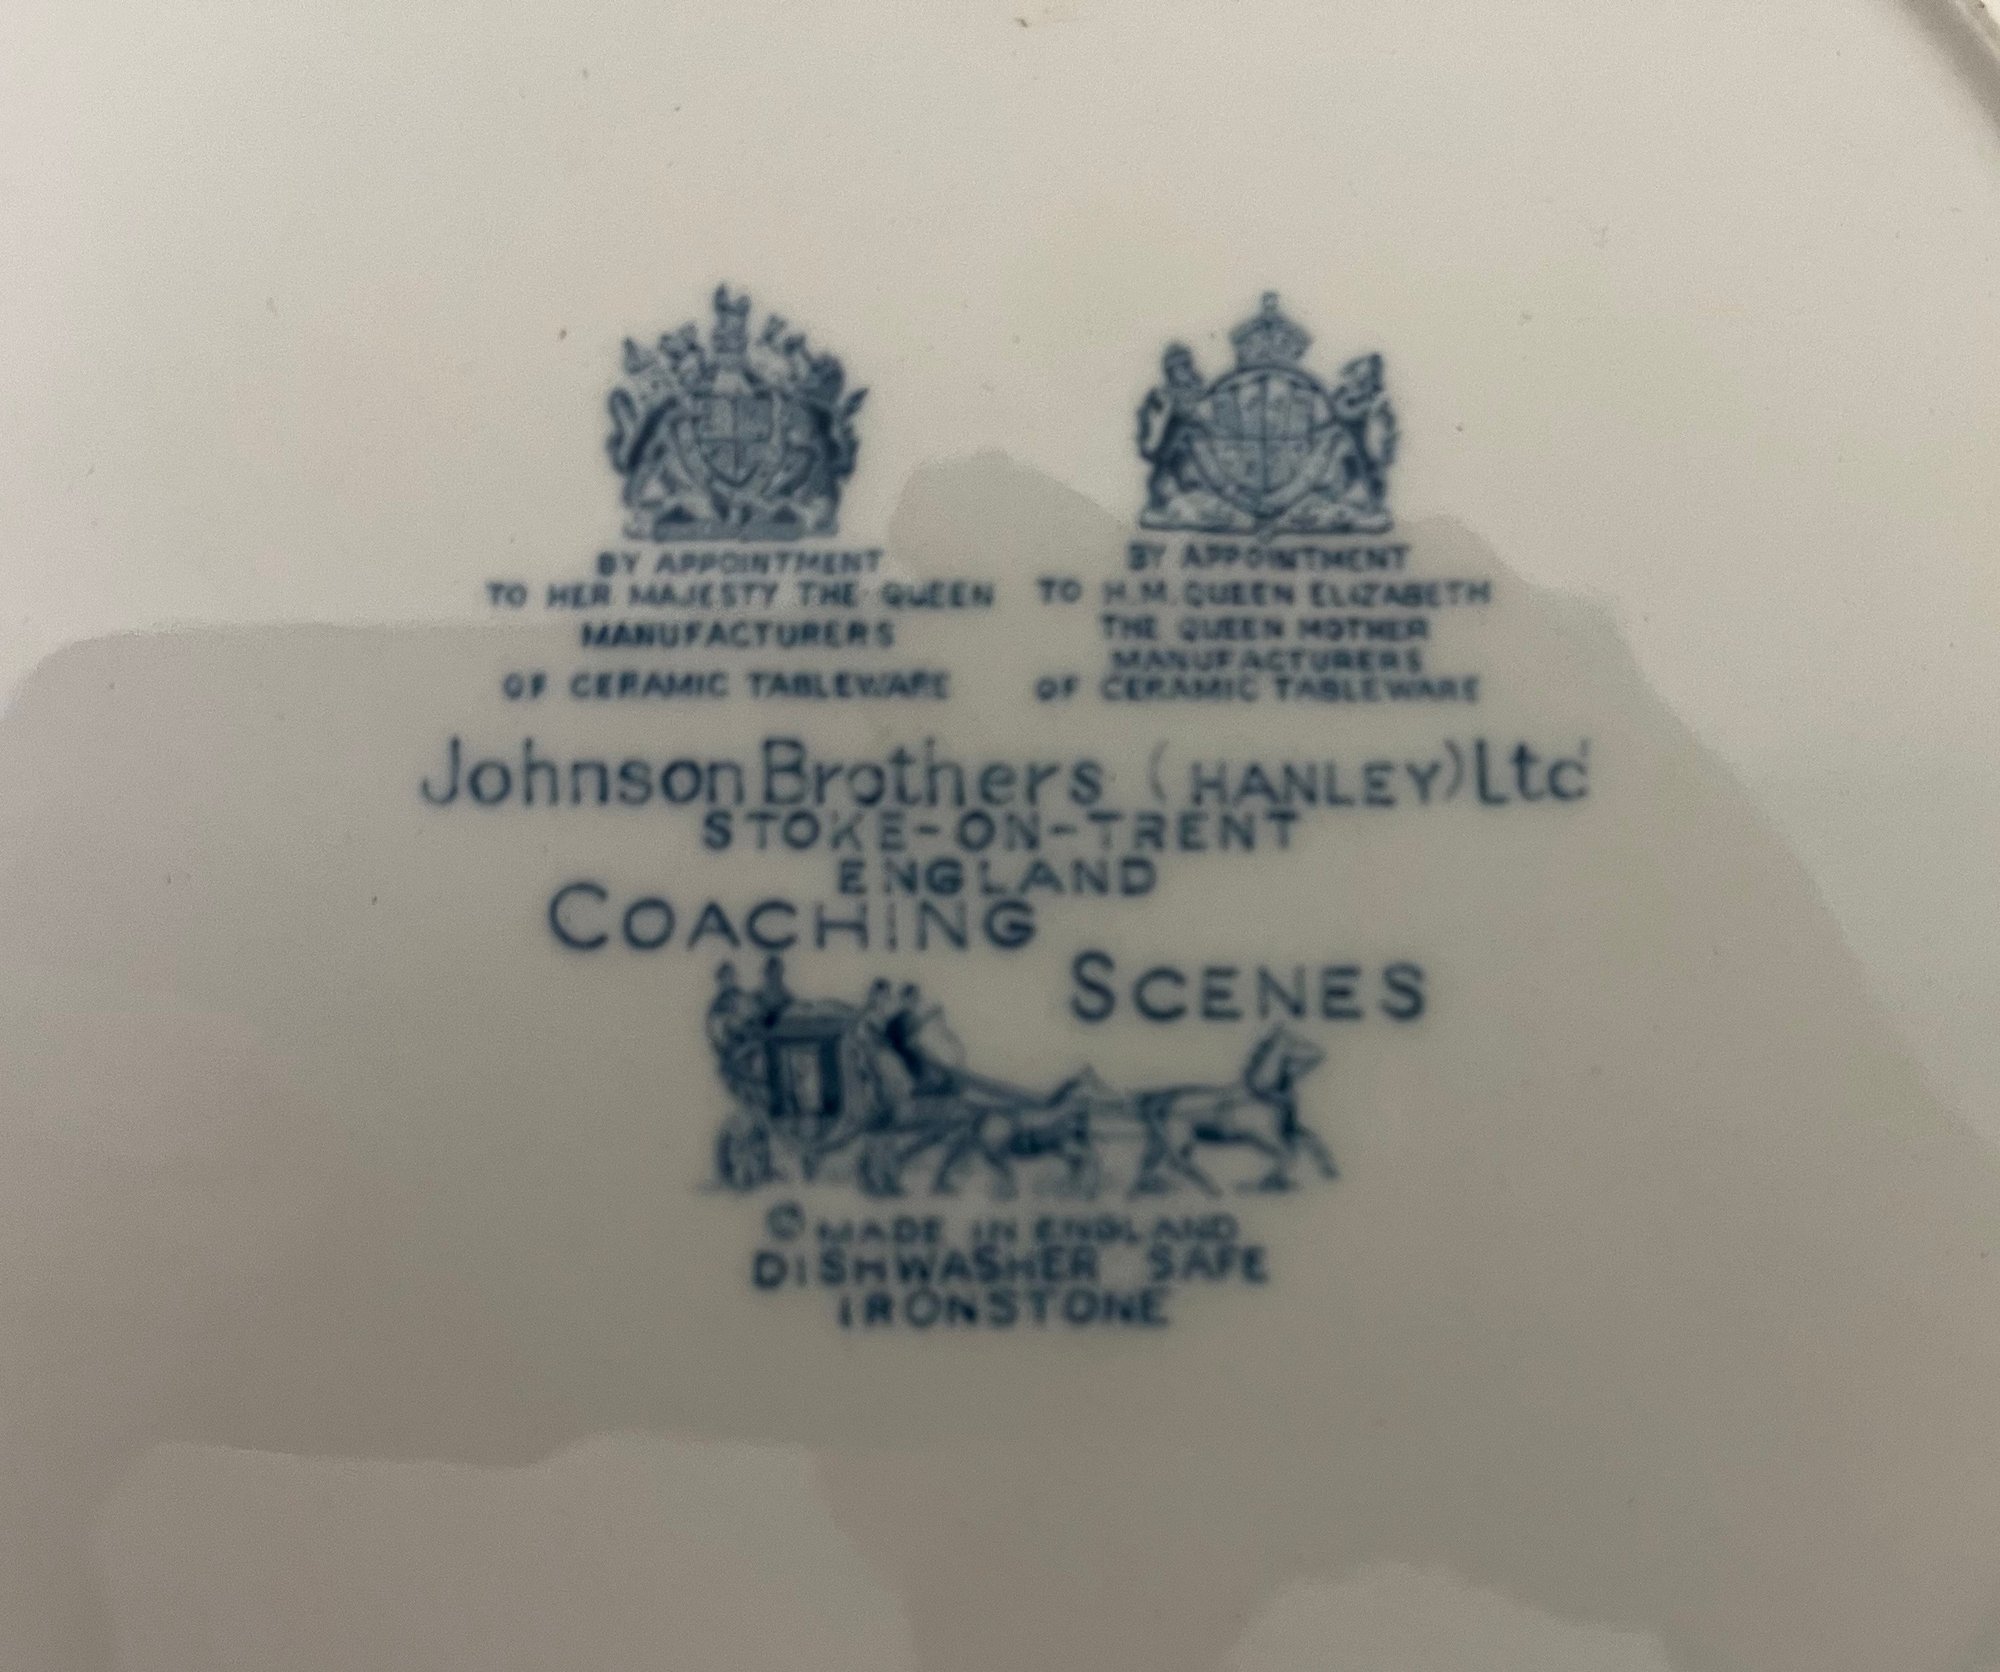 BY APPOINTMENT
TO HER MAJESTY THE QUEEN
MANUFACTURERS
OF CERAMIC TABLEWARE
BY APPOINTMENT
TO H.M. QUEEN ELIZABETH
THE QUEEN MOTHER
MANUFACTURERS
OF CERAMIC TABLEWARE
Johnson Brothers (HANLEY) Ltd
STOKE-ON-TRENT
ENGLAND
COACHING
SCENES
© MADE IN ENGLAND
DISHWASHER SAFE
IRONSTONE